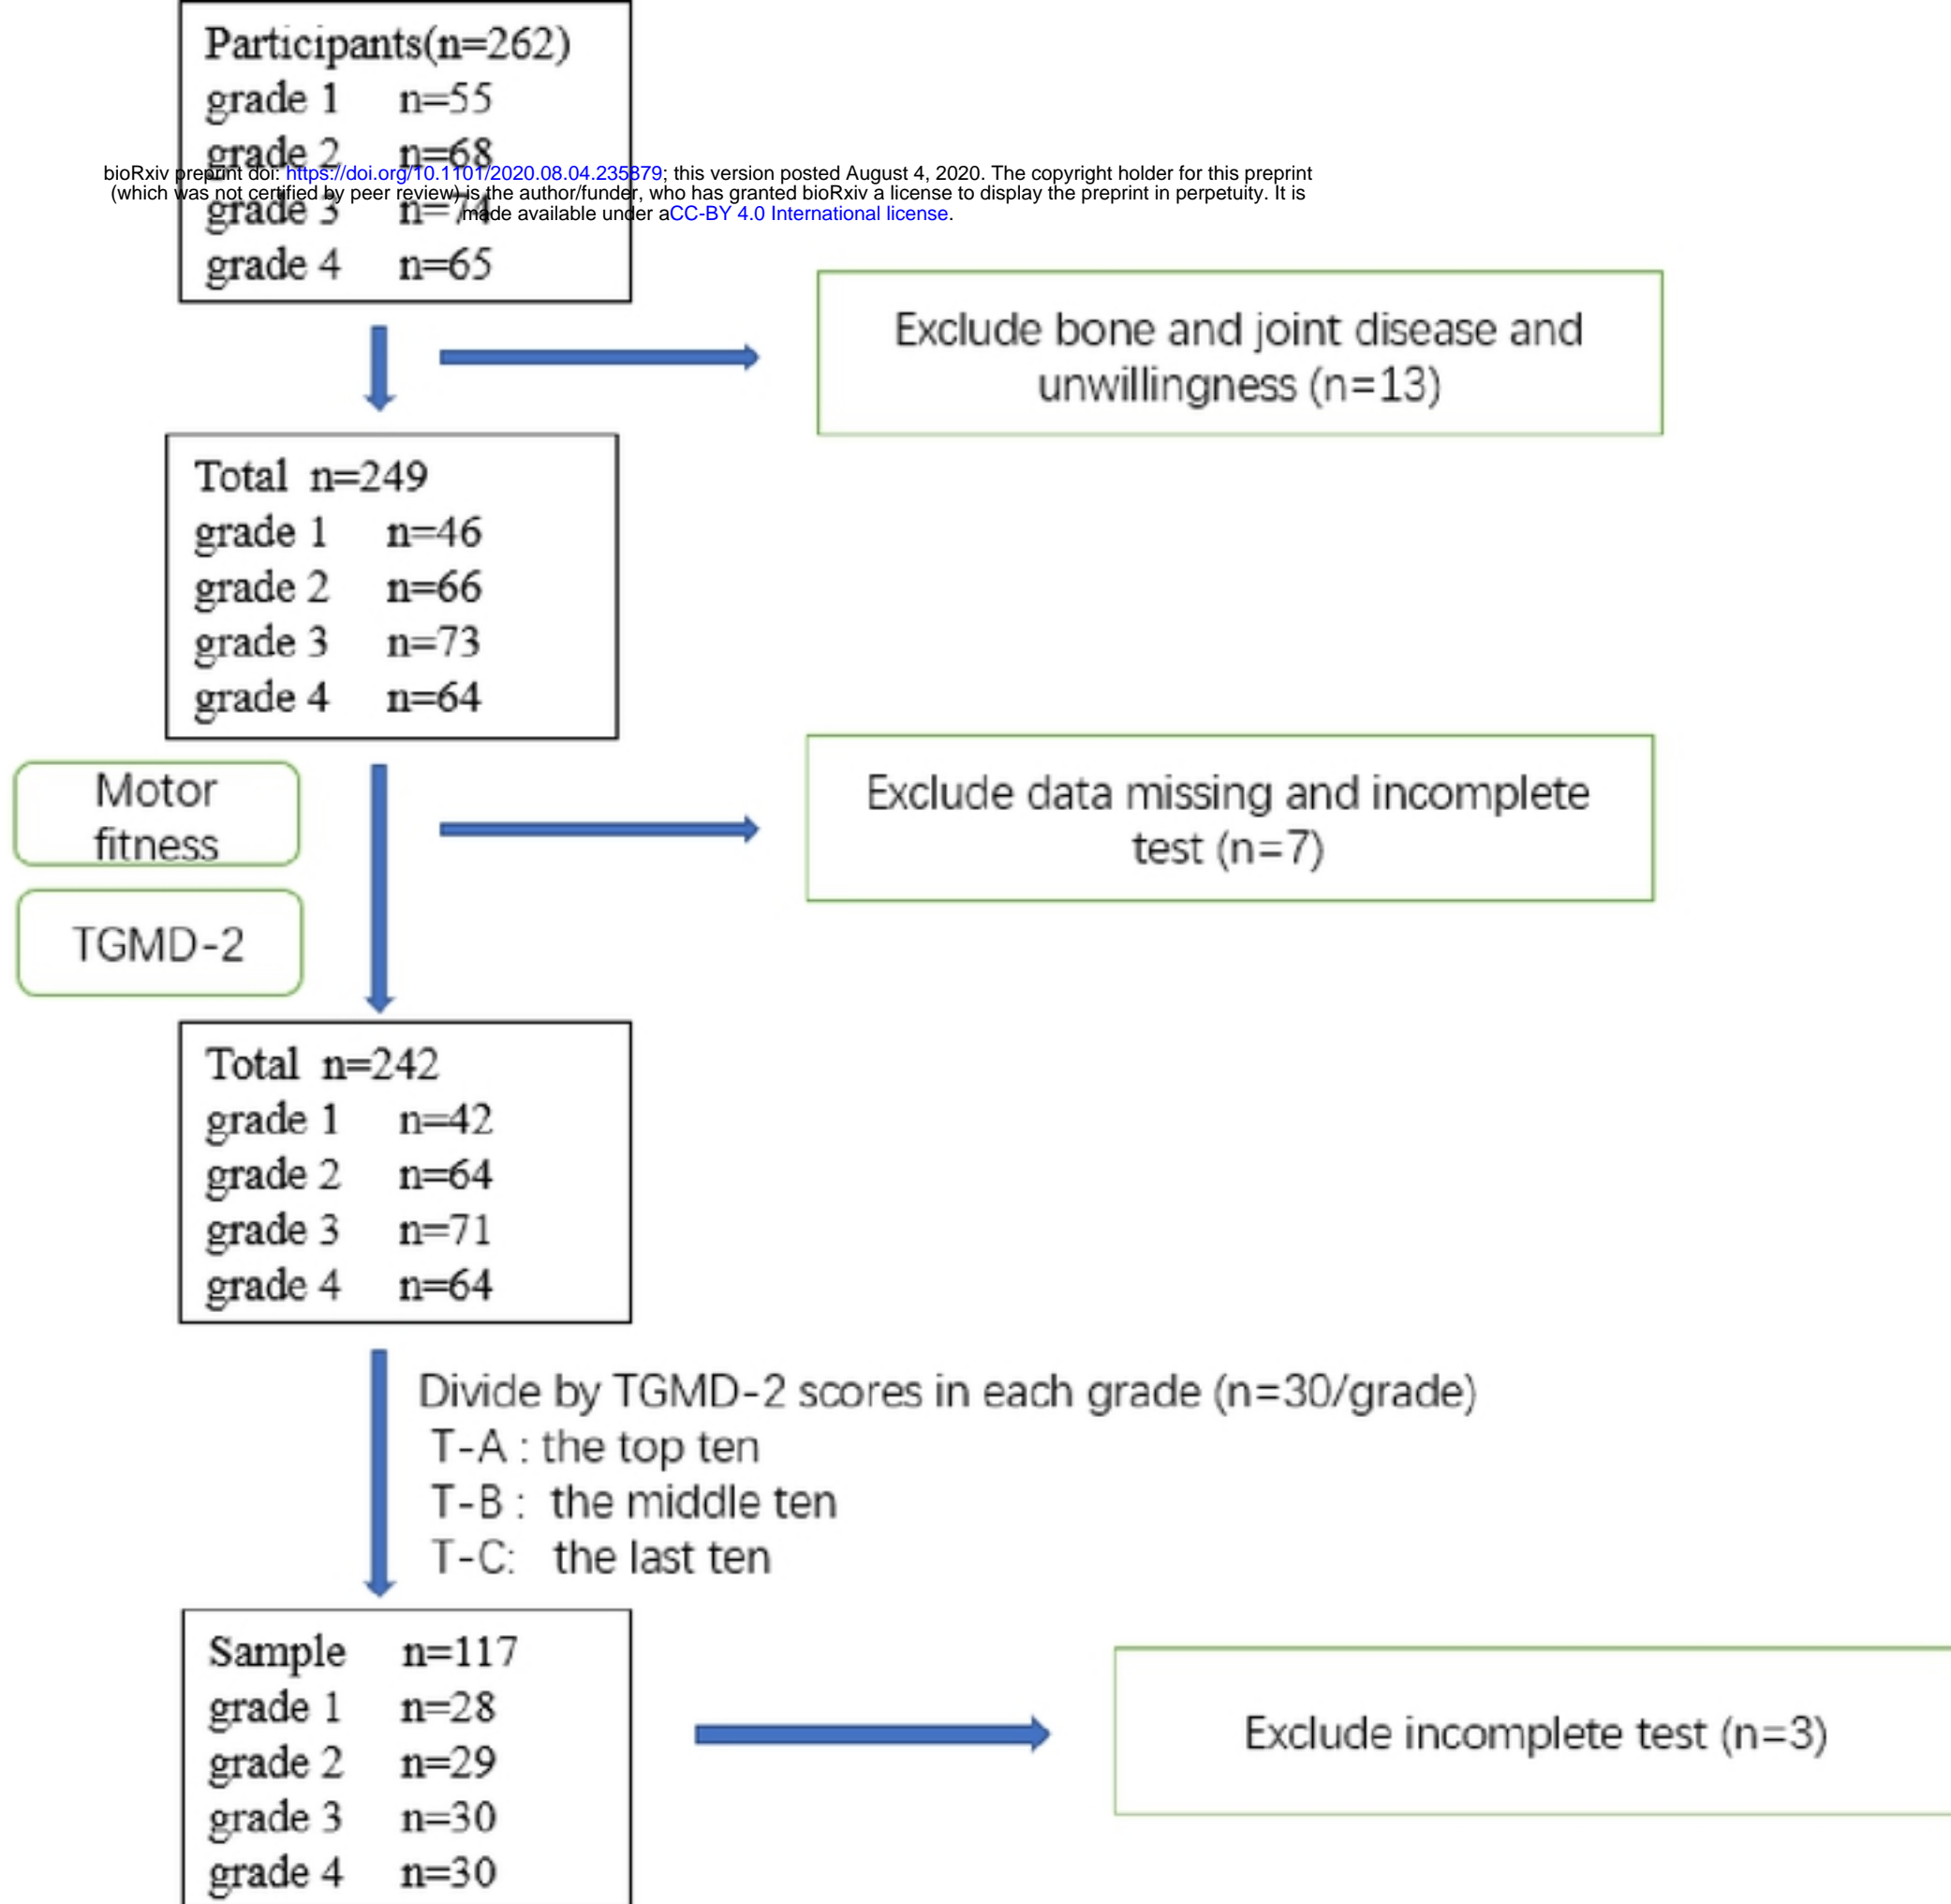 Participants(n=262)
grade 1 n=55
grade 2 n=68
bioRxiv preprint doi: https://doi.org/10.1101/2020.08.04.235879; this version posted August 4, 2020. The copyright holder for this preprint
(which was not certified by peer review) is the author/funder, who has granted bioRxiv a license to display the preprint in perpetuity. It is
grade 3 n=74
made available under aCC-BY 4.0 International license.
grade 4 n=65
Exclude bone and joint disease and
unwillingness (n=13)
Total n=249
grade 1 n=46
grade 2 n=66
grade 3 n=73
grade 4 n=64
Motor
fitness
Exclude data missing and incomplete
test (n=7)
TGMD-2
Total n=242
grade 1 n=42
grade 2 n=64
grade 3 n=71
grade 4 n=64
Divide by TGMD-2 scores in each grade (n=30/grade)
T-A : the top ten
T-B : the middle ten
T-C: the last ten
Sample n=117
grade 1 n=28
grade 2 n=29
grade 3 n=30
grade 4 n=30
Exclude incomplete test (n=3)